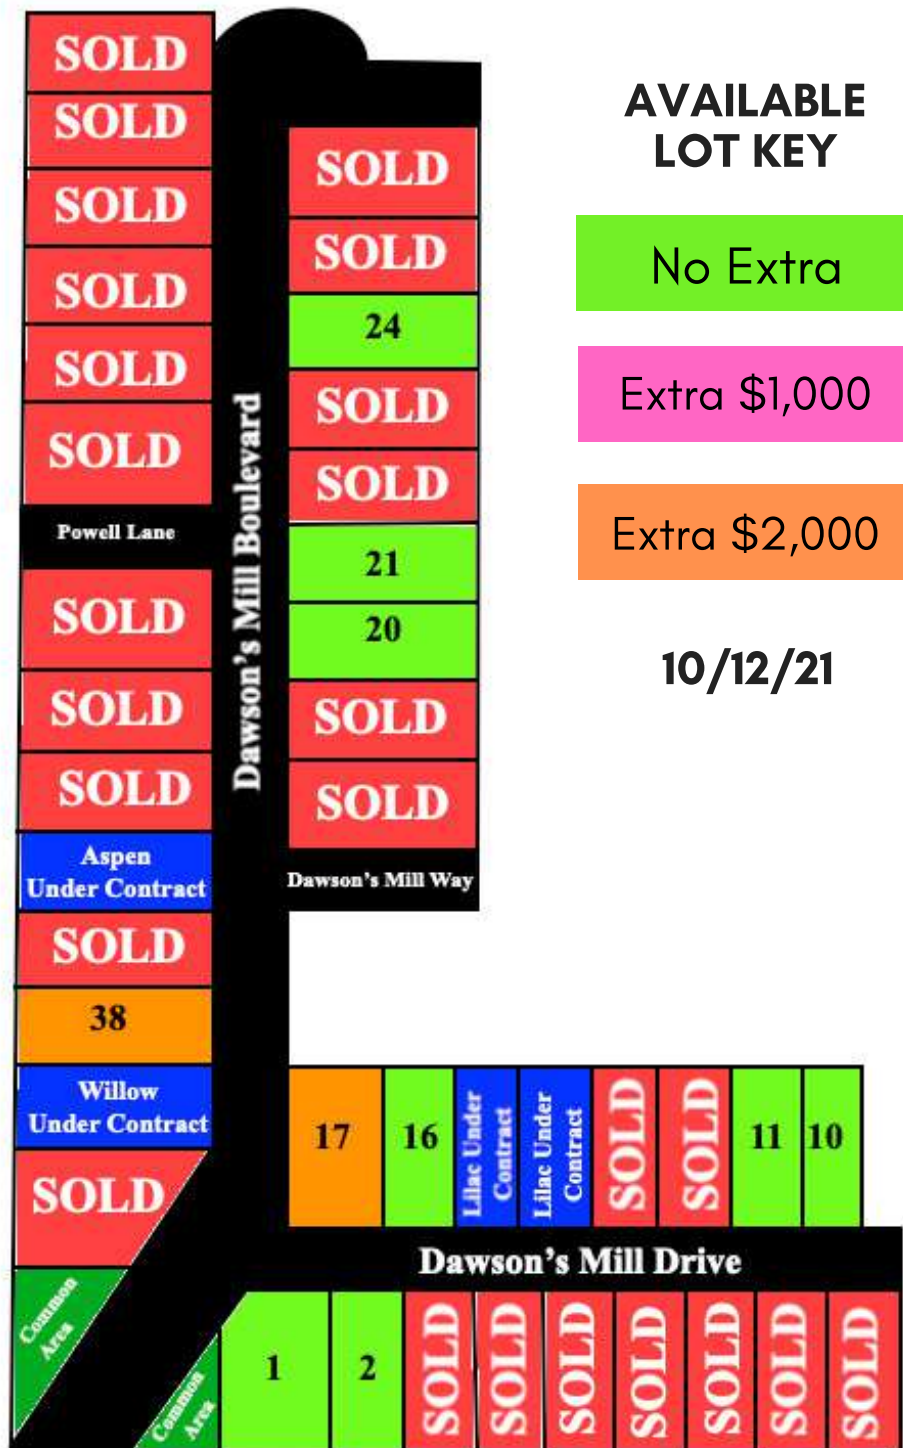 SOLD
SOLD
SOLD
SOLD
SOLD
SOLD
Powell Lane
SOLD
SOLD
SOLD
Aspen
Under Contract
SOLD
38
Willow
Under Contract
SOLD
Common
Area
Dawson's Mill Boulevard
SOLD
SOLD
24
SOLD
SOLD
21
20
SOLD
SOLD
Dawson's Mill Way
AVAILABLE
LOT KEY
No Extra
Extra $1,000
Extra $2,000
10/12/21
17
16
Lilac Under
Contract
Lilac Under
Contract
SOLD
SOLD
11
10
Dawson's Mill Drive
Common
Area
1
2
SOLD
SOLD
SOLD
SOLD
SOLD
SOLD
SOLD